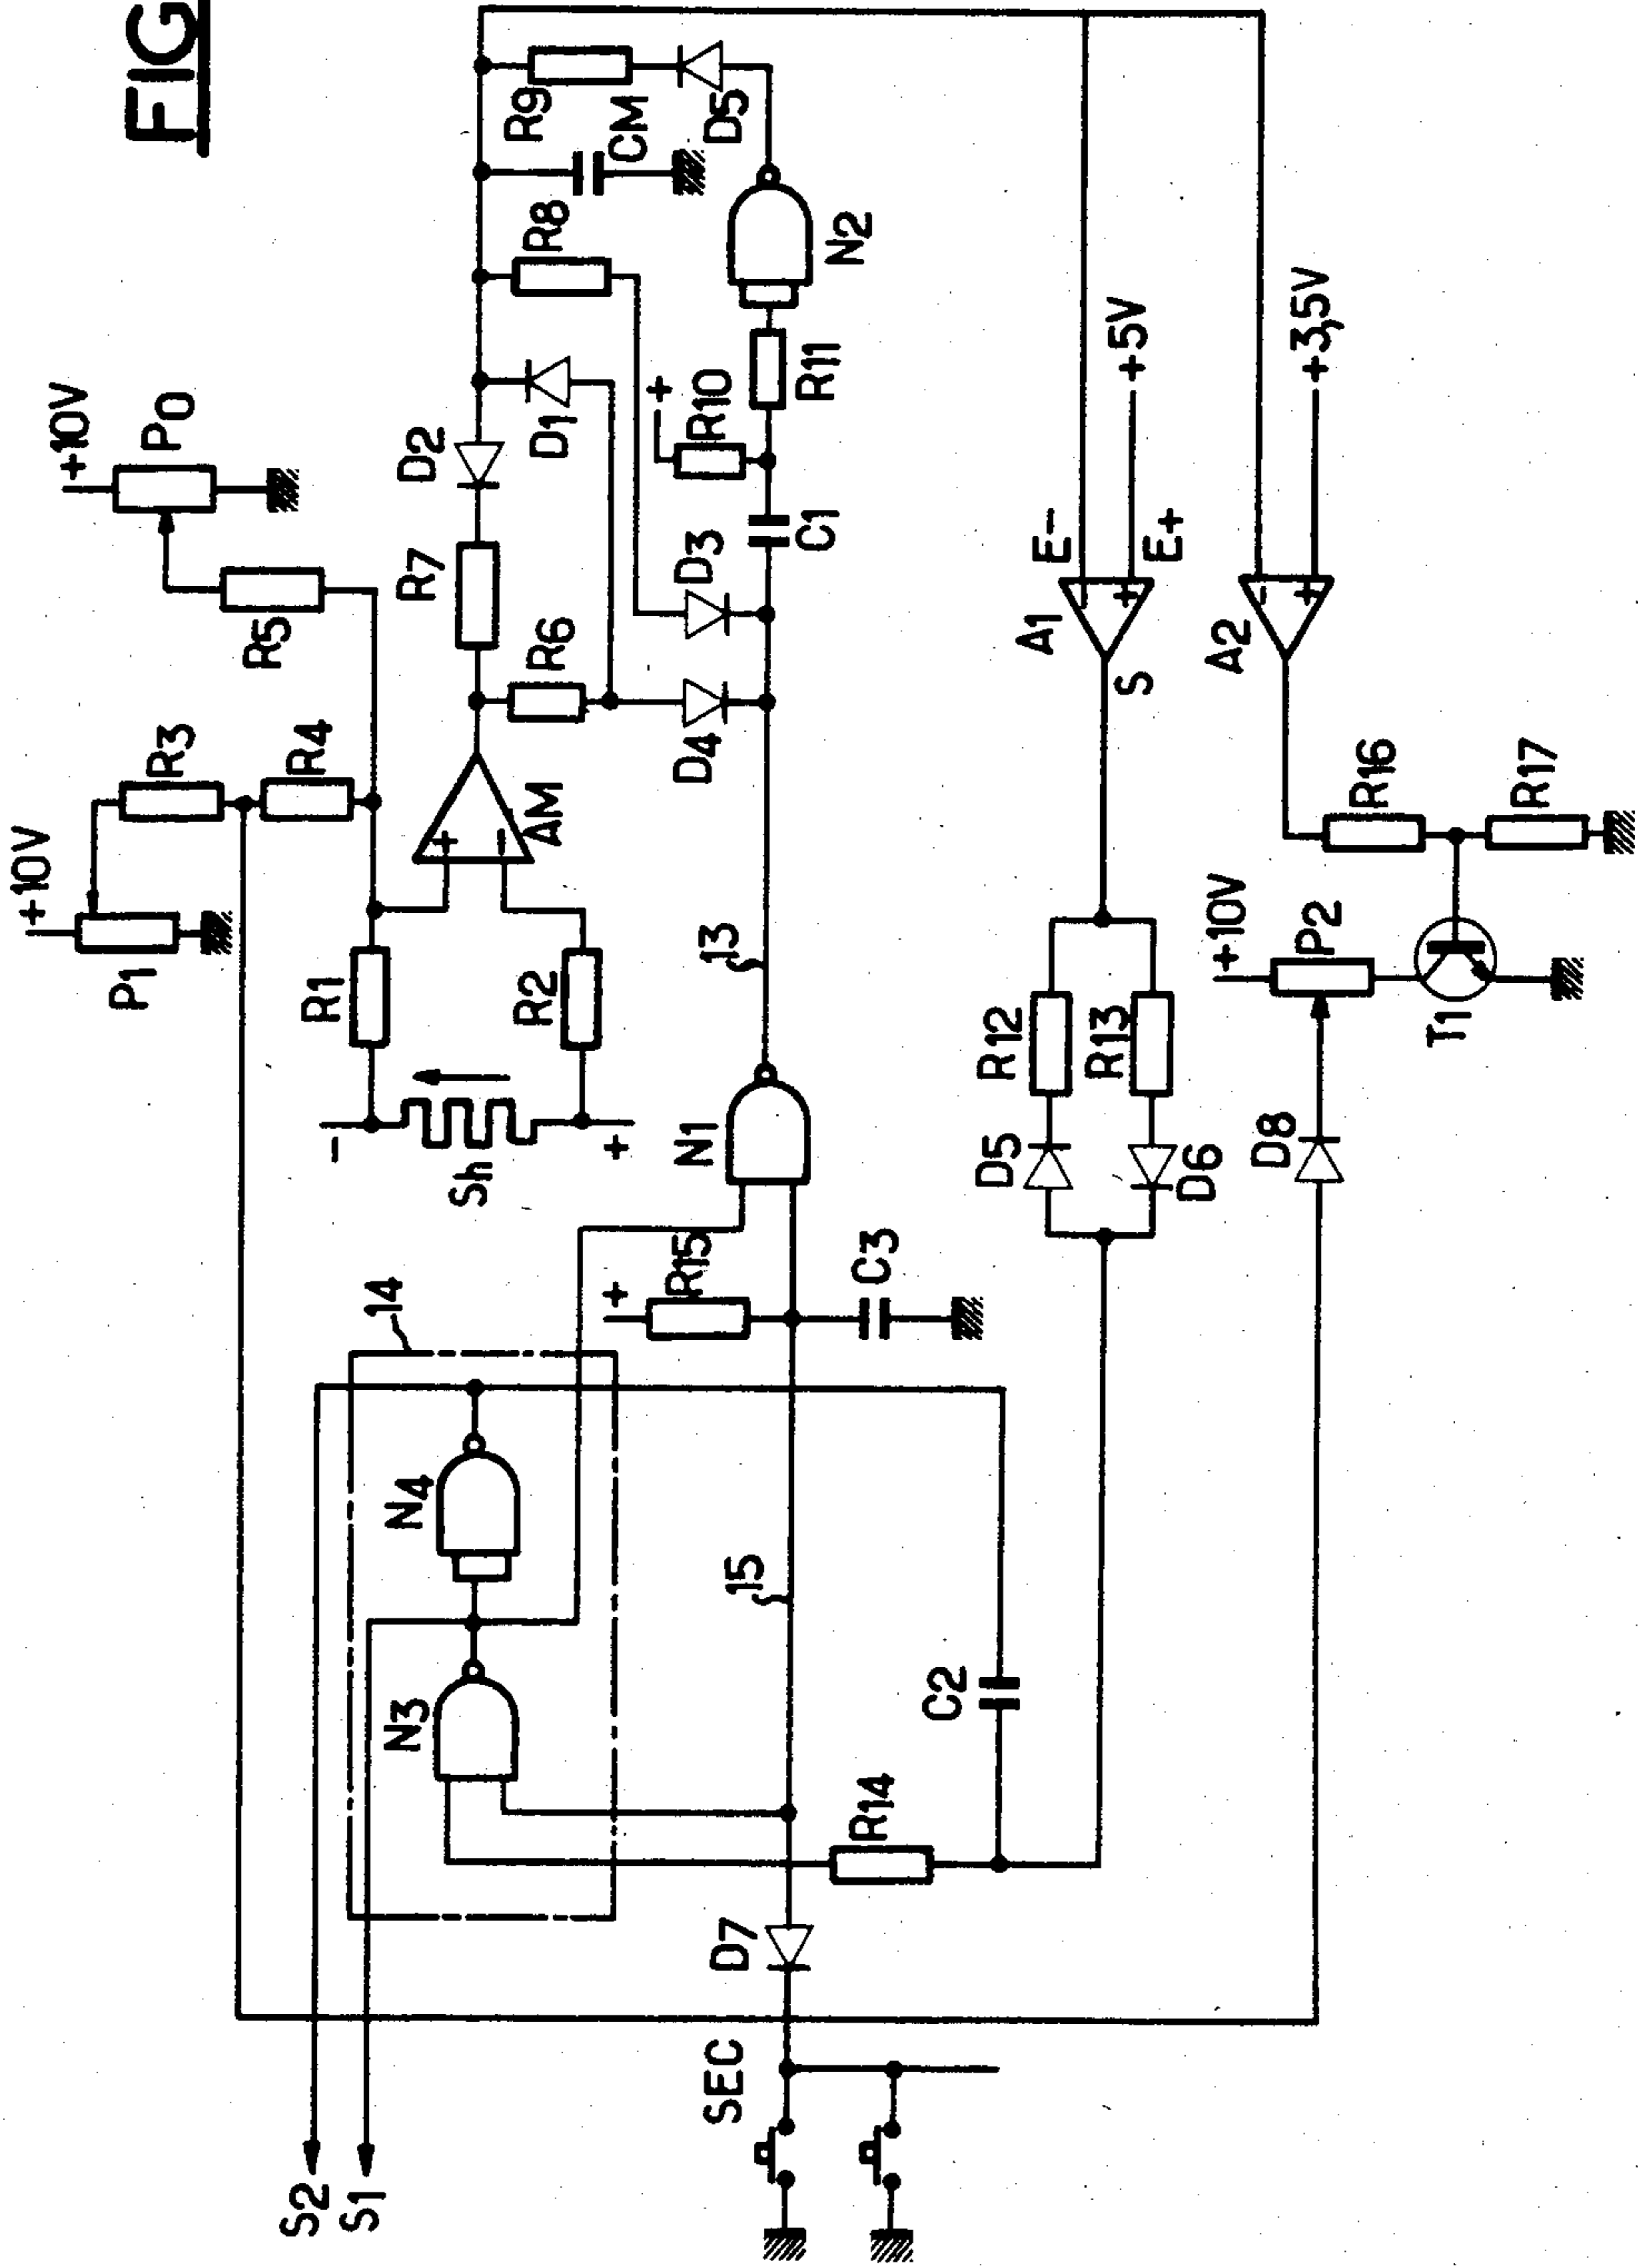 FIG
+10V
P1
R3
R4
+10V
P0
R5
R1
R2
Sh
-
+
+
-
AM
R7
D2
R6
D1
D4
D3
R8
R9
CM
D5
C1
+
R10
R11
N2
13
N1
14
N4
N3
S2
S1
+
R15
C3
15
SEC
D7
R14
C2
D5
D6
R12
R13
S
A1
-
+
E-
E+
+5V
A2
-
+
+3,5V
R16
R17
+10V
P2
T1
D8